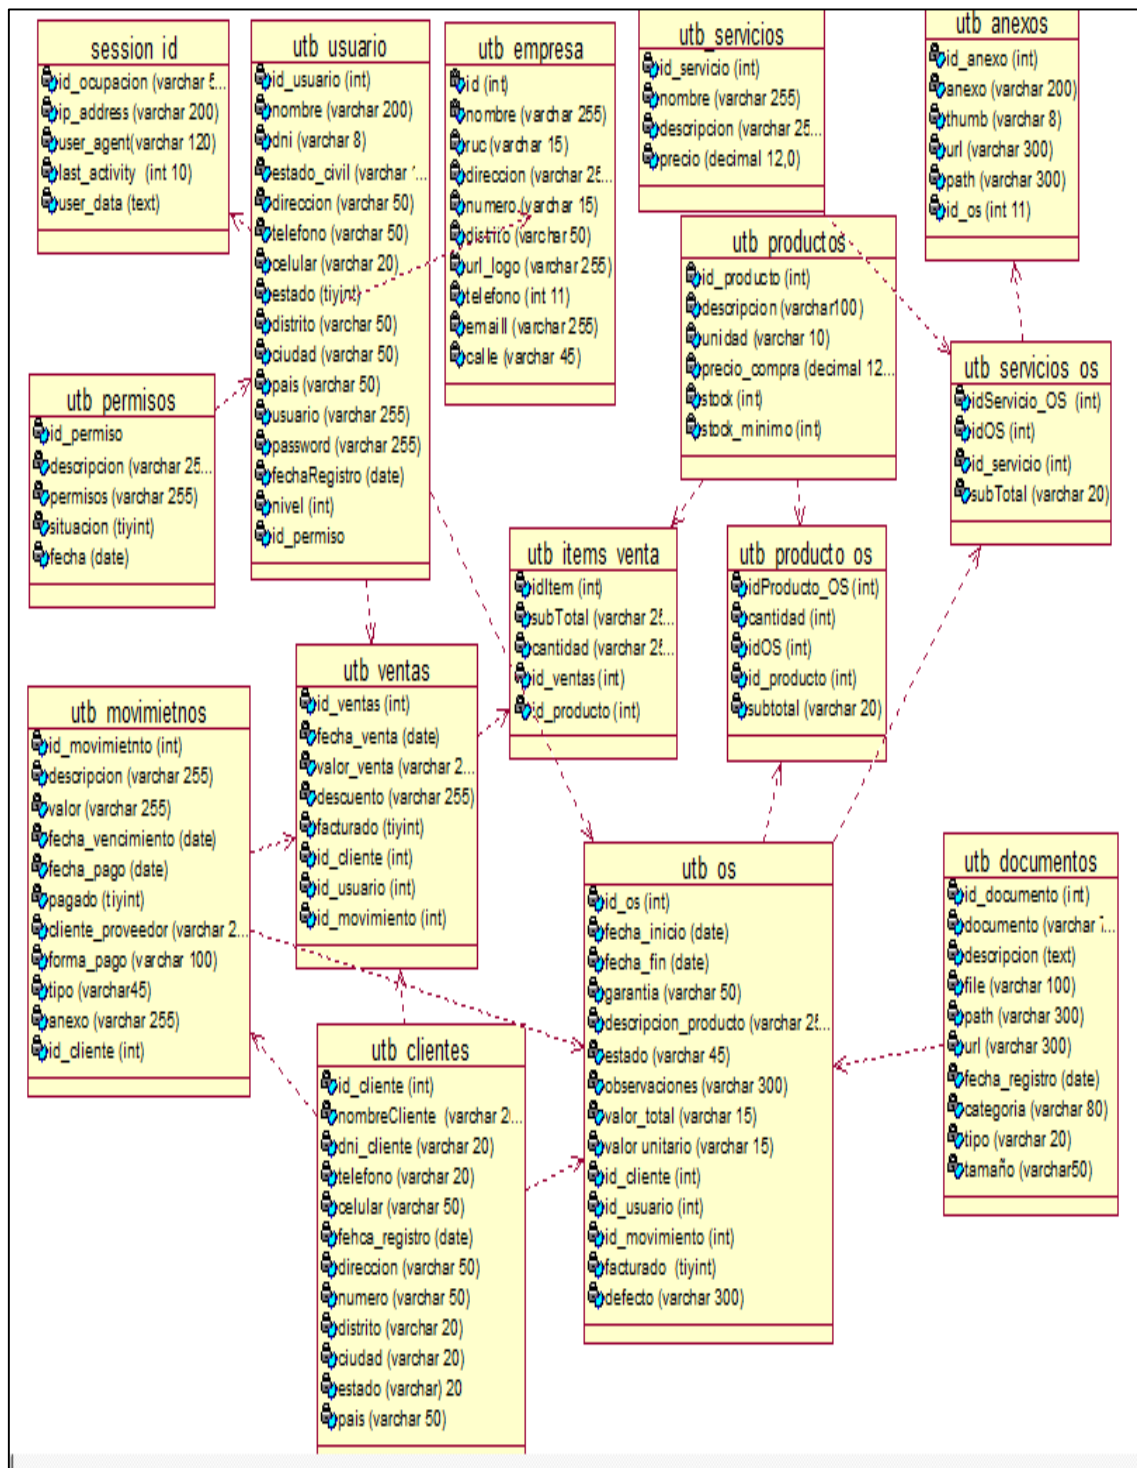 session id
id_ocupacion (varchar
ip_address (varchar 200)
user_agent(varchar 120)
last_activity (int 10)
user_data (text)
utb usuario
id_usuario (int)
nombre (varchar 200)
dni (varchar 8)
estado_civil (varchar
direccion (varchar 50)
telefono (varchar 50)
celular (varchar 20)
estado (tiyint)
distrito (varchar 50)
ciudad (varchar 50)
pais (varchar 50)
usuario (varchar 255)
password (varchar 255)
fechaRegistro (date)
nivel (int)
id_permiso
utb empresa
id (int)
nombre (varchar 255)
ruc (varchar 15)
direccion (varchar 25...
numero (varchar 15)
distrito (varchar 50)
url_logo (varchar 255)
telefono (int 11)
emaill (varchar 255)
calle (varchar 45)
utb_servicios
id_servicio (int)
nombre (varchar 255)
descripcion (varchar 25...
precio (decimal 12,0)
utb anexos
id_anexo (int)
anexo (varchar 200)
thumb (varchar 8)
url (varchar 300)
path (varchar 300)
id_os (int 11)
utb productos
id_producto (int)
descripcion (varchar100)
unidad (varchar 10)
precio_compra (decimal 12...
stock (int)
stock_minimo (int)
utb servicios os
idServicio_OS (int)
idOS (int)
id_servicio (int)
subTotal (varchar 20)
utb permisos
id_permiso
descripcion (varchar 25...
permisos (varchar 255)
situacion (tiyint)
fecha (date)
utb items venta
idItem (int)
subTotal (varchar 25...
cantidad (varchar 25...
id_ventas (int)
id_producto (int)
utb producto os
idProducto_OS (int)
cantidad (int)
idOS (int)
id_producto (int)
subtotal (varchar 20)
utb ventas
id_ventas (int)
fecha_venta (date)
valor_venta (varchar 2...
descuento (varchar 255)
facturado (tiyint)
id_cliente (int)
id_usuario (int)
id_movimiento (int)
utb movimietnos
id_movimietnto (int)
descripcion (varchar 255)
valor (varchar 255)
fecha_vencimiento (date)
fecha_pago (date)
pagado (tiyint)
cliente_proveedor (varchar 2...
forma_pago (varchar 100)
tipo (varchar45)
anexo (varchar 255)
id_cliente (int)
utb os
id_os (int)
fecha_inicio (date)
fecha_fin (date)
garantia (varchar 50)
descripcion_producto (varchar 25...
estado (varchar 45)
observaciones (varchar 300)
valor_total (varchar 15)
valor unitario (varchar 15)
id_cliente (int)
id_usuario (int)
id_movimiento (int)
facturado (tiyint)
defecto (varchar 300)
utb documentos
id_documento (int)
documento (varchar
descripcion (text)
file (varchar 100)
path (varchar 300)
url (varchar 300)
fecha_registro (date)
categoria (varchar 80)
tipo (varchar 20)
tamaño (varchar50)
utb clientes
id_cliente (int)
nombreCliente (varchar 2...
dni_cliente (varchar 20)
telefono (varchar 20)
celular (varchar 50)
fehca_registro (date)
direccion (varchar 50)
numero (varchar 50)
distrito (varchar 20)
ciudad (varchar 20)
estado (varchar) 20
pais (varchar 50)